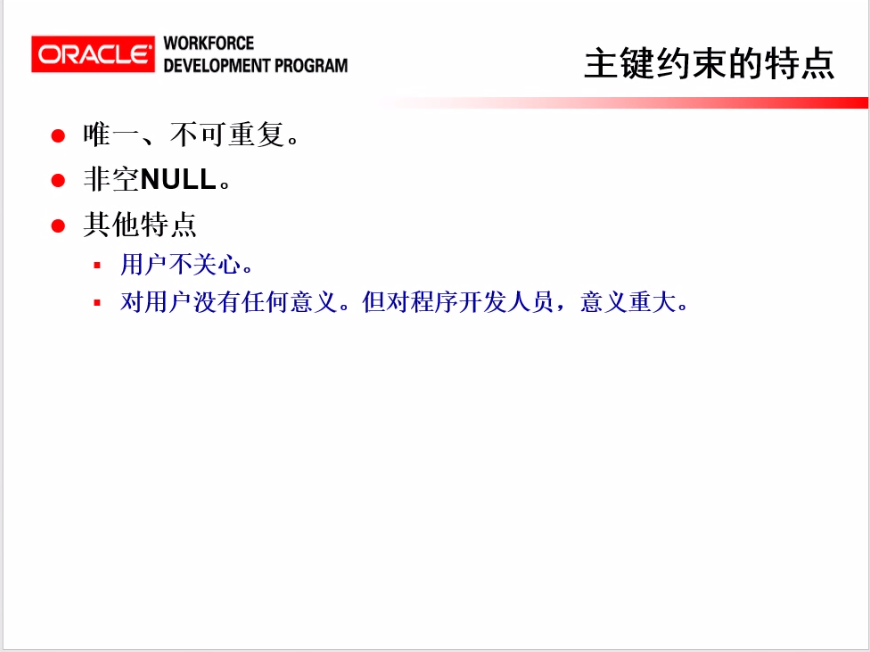 ORACLE
WORKFORCE
DEVELOPMENT PROGRAM
主键约束的特点
唯一、不可重复。
非空NULL。
其他特点
用户不关心。
对用户没有任何意义。但对程序开发人员，意义重大。